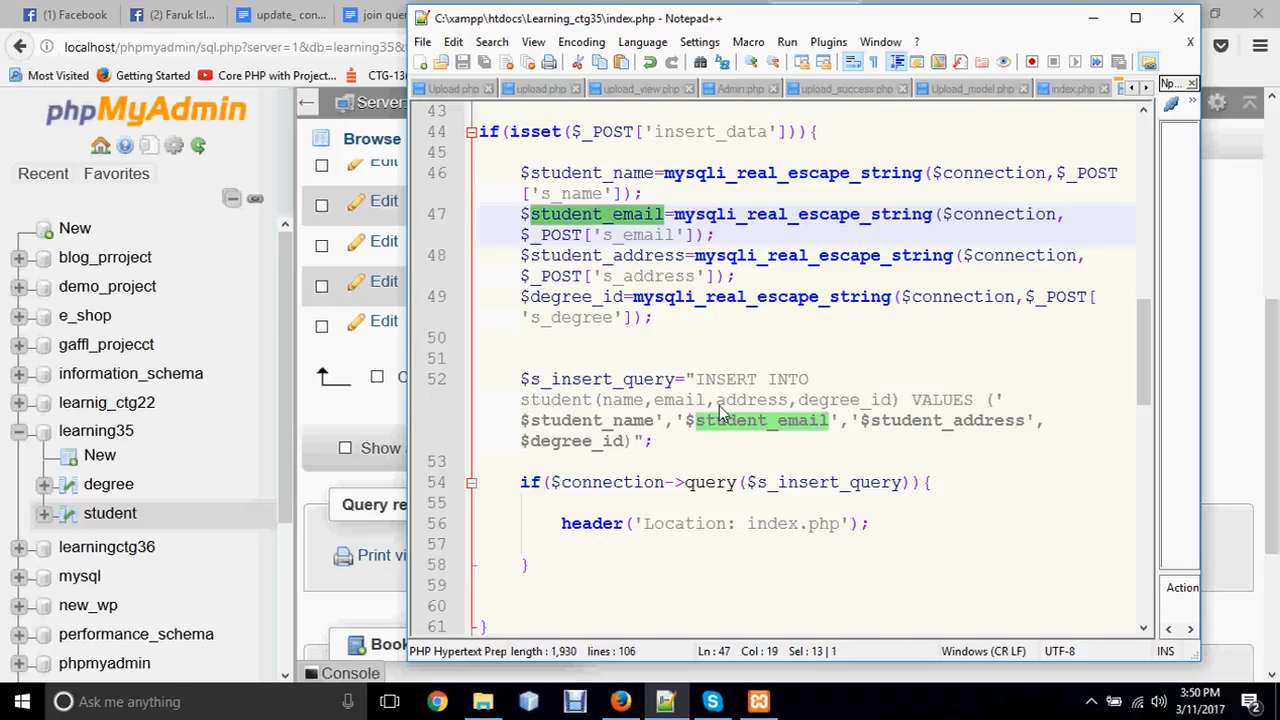 Faruk Isl...
update_ con...
join que
C:\xampp\htdocs\Learning_ctg35\index.php - Notepad++
localhost/phpmyadmin/sql.php?server=1&db=learning35&
File Edit Search View Encoding Language Settings Macro Run Plugins Window ? X
Most Visited Getting Started Core PHP with Project... CTG-13
Upload.php upload.php upload_view.php Admin.php upload_success.php Upload_model.php index.php
Np...
phpMyAdmin
Server:
Recent Favorites
Browse
New
blog_prroject
demo_project
e_shop
gaffl_projecct
information_schema
learnig_ctg22
learning35
New
degree
student
learningctg36
mysql
new_wp
performance_schema
phpmyadmin
Edit
Edit
Edit
Edit
Edit
C
Show a
Query re
Print vi
Book
Console
43
44 if(isset($_POST['insert_data'])){
45
46 $student_name=mysqli_real_escape_string($connection,$_POST
['s_name']);
47 $student_email=mysqli_real_escape_string($connection,
$_POST['s_email']);
48 $student_address=mysqli_real_escape_string($connection,
$_POST['s_address']);
49 $degree_id=mysqli_real_escape_string($connection,$_POST[
's_degree']);
50
51
52 $s_insert_query="INSERT INTO
student(name,email,address,degree_id) VALUES ('
$student_name','$student_email','$student_address',
$degree_id)";
53
54 if($connection->query($s_insert_query)){
55
56 header('Location: index.php');
57
58 }
59
60
61 }
Action
PHP Hypertext Prep length : 1,930 lines : 106 Ln : 47 Col : 19 Sel : 13 | 1 Windows (CR LF) UTF-8 INS
Ask me anything
3:50 PM
3/11/2017
2